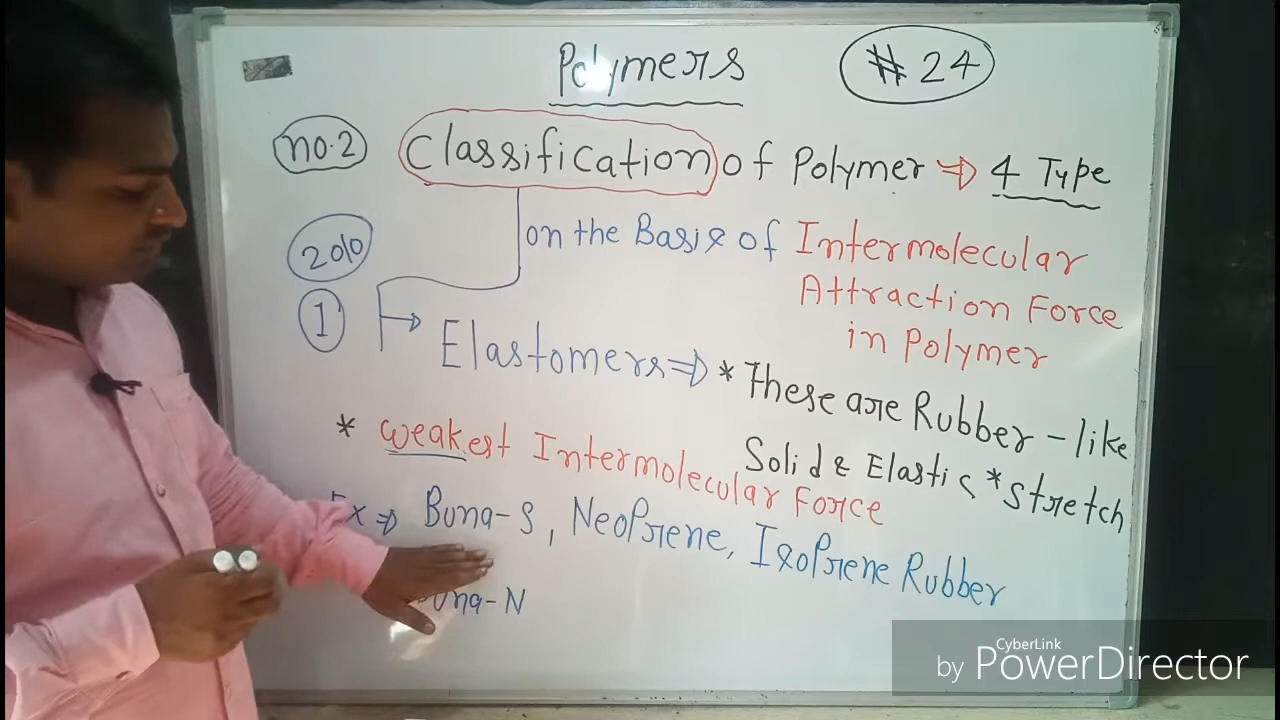 Polymers #24
no.2 Classification of Polymer ⇒ 4 Type
on the Basis of Intermolecular
2010
Attraction Force
1
in Polymer
→ Elastomers ⇒ * These are Rubber-like
Solid & Elastic * Stretch
* Weakest Intermolecular Force
Ex ⇒ Buna-S, Neoprene, Isoprene Rubber
Buna-N
CyberLink
by PowerDirector